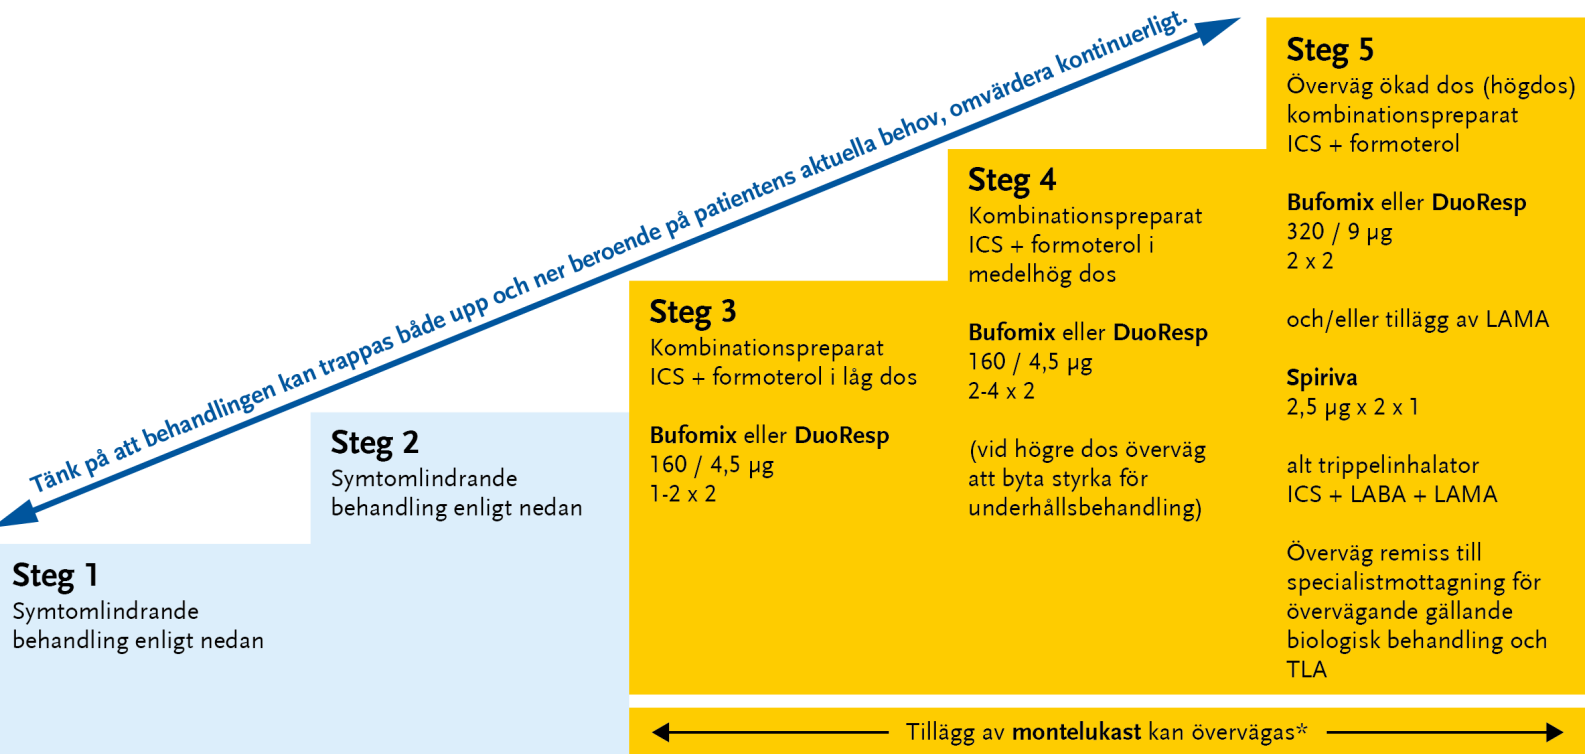 Tänk på att behandlingen kan trappas både upp och ner beroende på patientens aktuella behov, omvärdera kontinuerligt.
Steg 1
Symtomlindrande
behandling enligt nedan
Steg 2
Symtomlindrande
behandling enligt nedan
Steg 3
Kombinationspreparat
ICS + formoterol i låg dos
Bufomix eller DuoResp
160 / 4,5 µg
1-2 x 2
Steg 4
Kombinationspreparat
ICS + formoterol i
medelhög dos
Bufomix eller DuoResp
160 / 4,5 µg
2-4 x 2
(vid högre dos överväg
att byta styrka för
underhållsbehandling)
Steg 5
Överväg ökad dos (högdos)
kombinationspreparat
ICS + formoterol
Bufomix eller DuoResp
320 / 9 µg
2 x 2
och/eller tillägg av LAMA
Spiriva
2,5 µg x 2 x 1
alt trippelinhalator
ICS + LABA + LAMA
Överväg remiss till
specialistmottagning för
övervägande gällande
biologisk behandling och
TLA
Tillägg av montelukast kan övervägas*